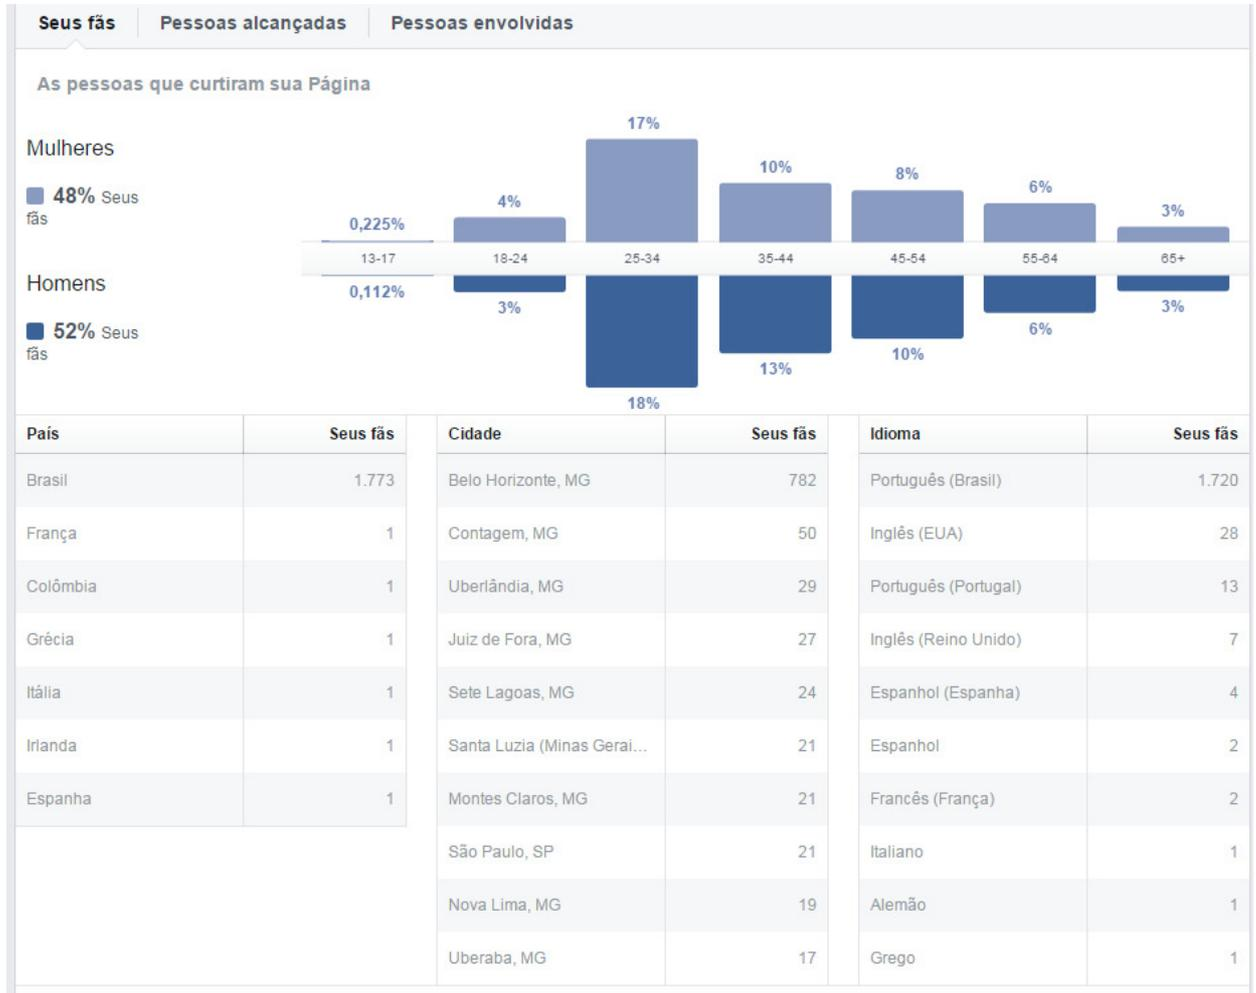 Seus fãs Pessoas alcançadas Pessoas envolvidas
As pessoas que curtiram sua Página
Mulheres
48% Seus
fãs
Homens
52% Seus
fãs
0,225% 4% 17% 10% 8% 6% 3%
13-17 18-24 25-34 35-44 45-54 55-64 65+
0,112% 3% 18% 13% 10% 6% 3%
País Seus fãs
Brasil 1.773
França 1
Colômbia 1
Grécia 1
Itália 1
Irlanda 1
Espanha 1
Cidade Seus fãs
Belo Horizonte, MG 782
Contagem, MG 50
Uberlândia, MG 29
Juiz de Fora, MG 27
Sete Lagoas, MG 24
Santa Luzia (Minas Gerai... 21
Montes Claros, MG 21
São Paulo, SP 21
Nova Lima, MG 19
Uberaba, MG 17
Idioma Seus fãs
Português (Brasil) 1.720
Inglês (EUA) 28
Português (Portugal) 13
Inglês (Reino Unido) 7
Espanhol (Espanha) 4
Espanhol 2
Francês (França) 2
Italiano 1
Alemão 1
Grego 1